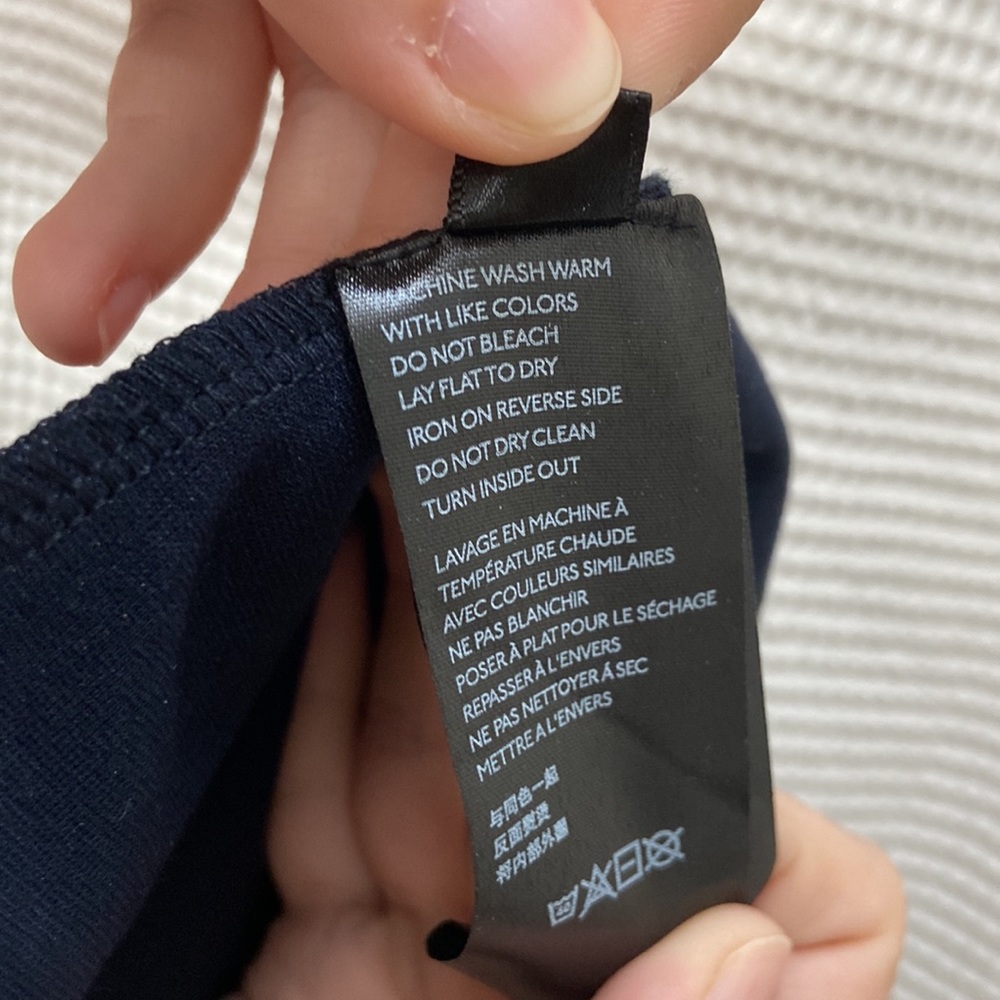 MACHINE WASH WARM
WITH LIKE COLORS
DO NOT BLEACH
LAY FLAT TO DRY
IRON ON REVERSE SIDE
DO NOT DRY CLEAN
TURN INSIDE OUT
LAVAGE EN MACHINE À
TEMPÉRATURE CHAUDE
AVEC COULEURS SIMILAIRES
NE PAS BLANCHIR
POSER À PLAT POUR LE SÉCHAGE
REPASSER À L'ENVERS
NE PAS NETTOYER Á SEC
METTRE A L'ENVERS
与同色一起
反面熨烫
将内部外露
40